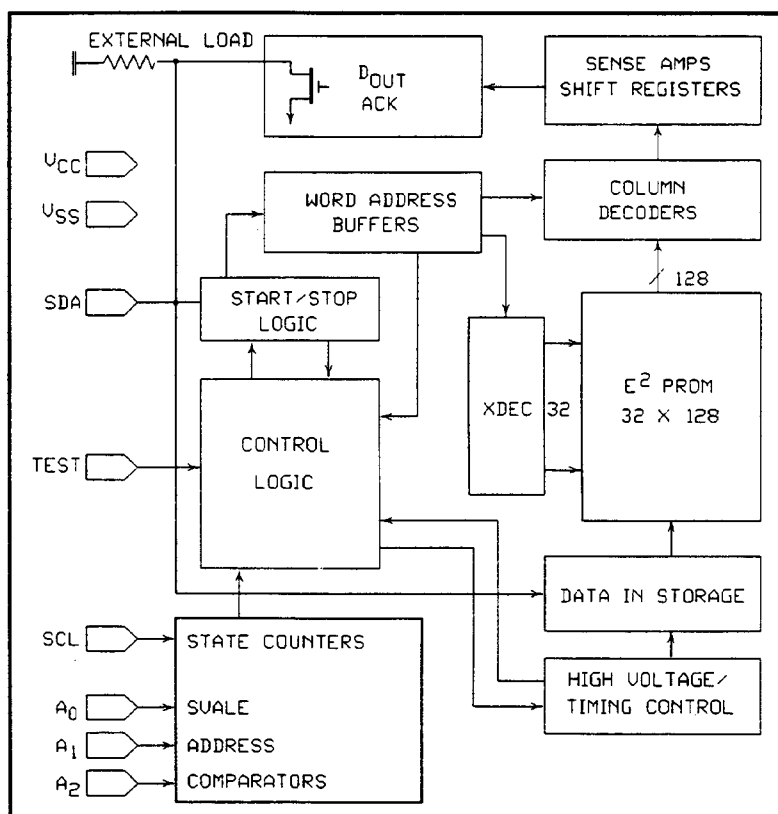 EXTERNAL LOAD
DOUT
ACK
SENSE AMPS
SHIFT REGISTERS
VCC
VSS
WORD ADDRESS
BUFFERS
COLUMN
DECODERS
128
SDA
START/STOP
LOGIC
XDEC
32
E² PROM
32 X 128
TEST
CONTROL
LOGIC
DATA IN STORAGE
SCL
STATE COUNTERS
A₀
SVALE
A₁
ADDRESS
A₂
COMPARATORS
HIGH VOLTAGE/
TIMING CONTROL